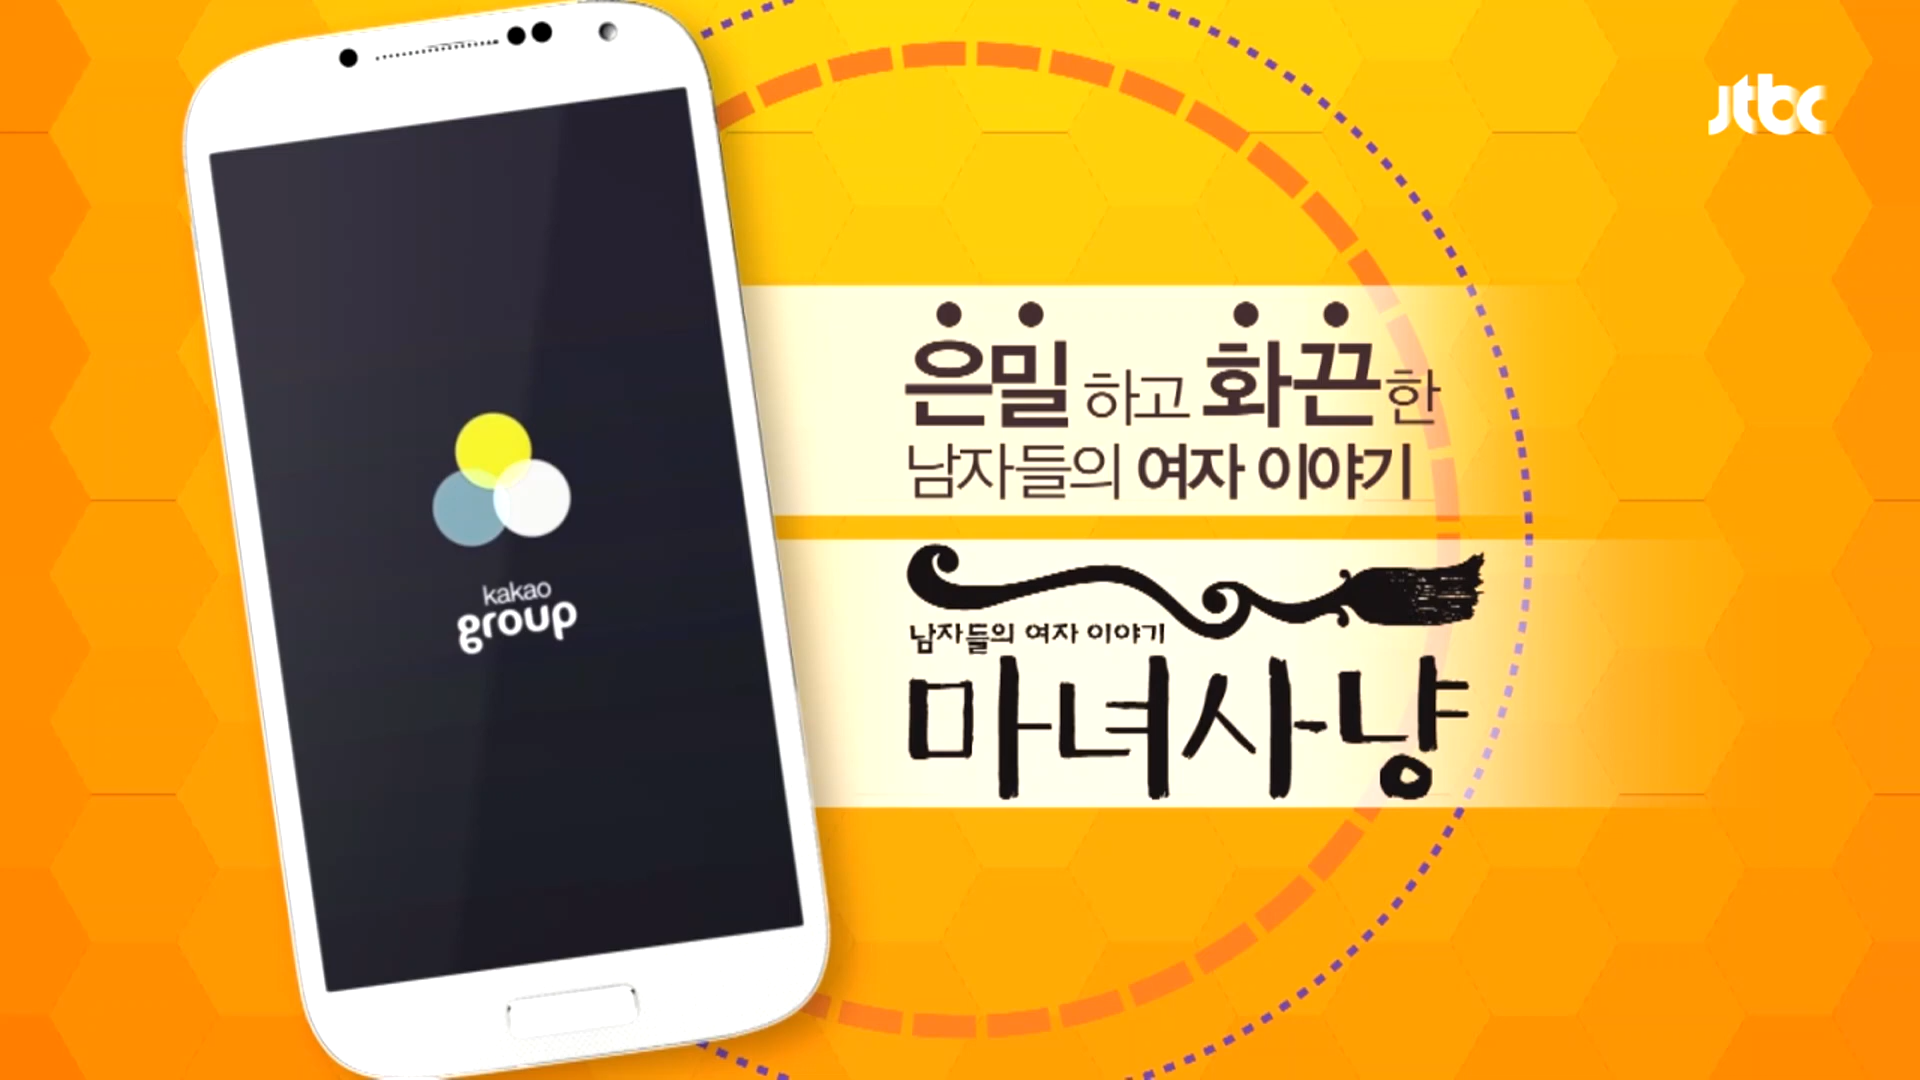 jtbc
kakao
group
은밀하고 화끈한
남자들의 여자 이야기
남자들의 여자 이야기
마녀사냥